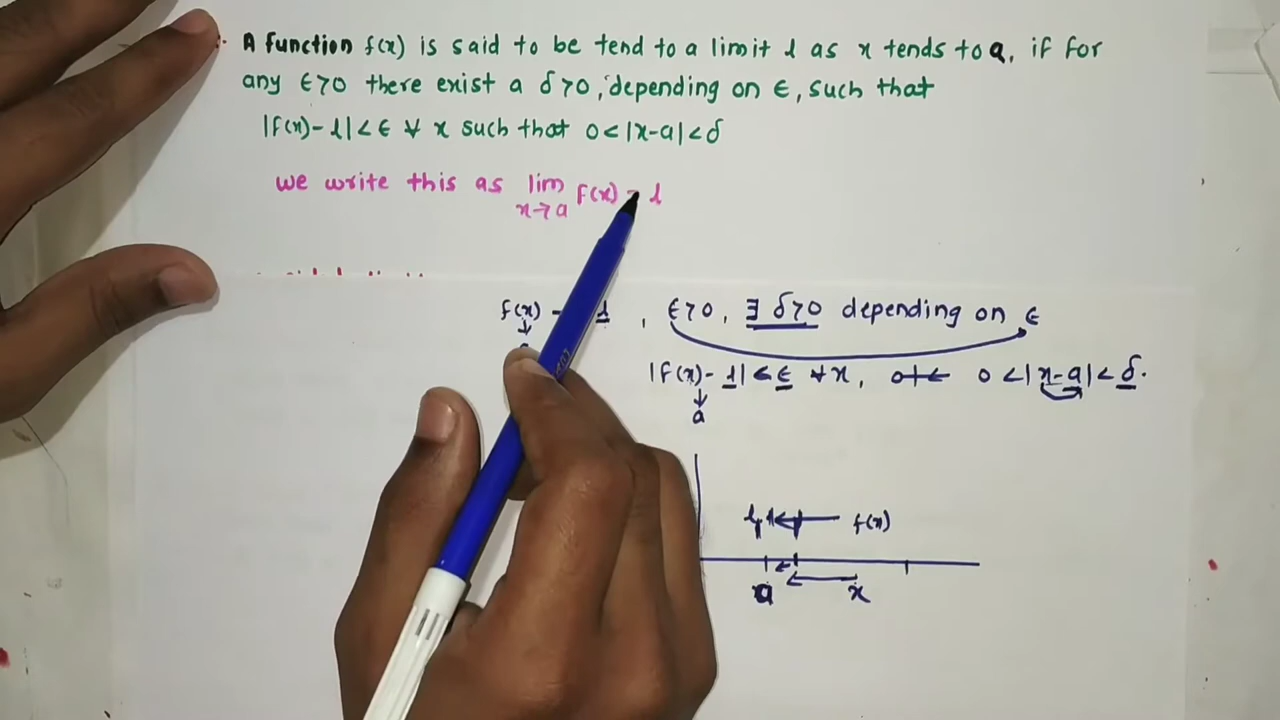 A function f(x) is said to be tend to a limit l as x tends to a, if for
any ϵ>0 there exist a δ>0, depending on ϵ, such that
|f(x)-l|<ϵ ∀ x such that 0<|x-a|<δ
we write this as lim f(x) = l
x→a
f(x) - l , ϵ>0, ∃ δ>0 depending on ϵ
↓
|f(x)-l|<ϵ ∀x, 0<|x-a|<δ.
↓
a
l f(x)
a x